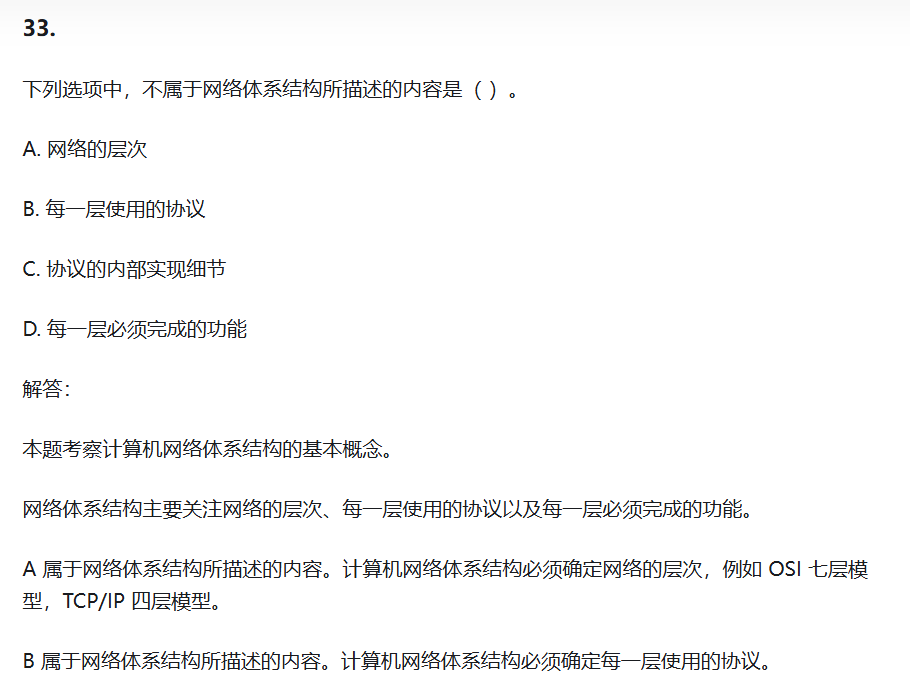 33.
下列选项中，不属于网络体系结构所描述的内容是（ ）。
A. 网络的层次
B. 每一层使用的协议
C. 协议的内部实现细节
D. 每一层必须完成的功能
解答：
本题考察计算机网络体系结构的基本概念。
网络体系结构主要关注网络的层次、每一层使用的协议以及每一层必须完成的功能。
A 属于网络体系结构所描述的内容。计算机网络体系结构必须确定网络的层次，例如 OSI 七层模
型，TCP/IP 四层模型。
B 属于网络体系结构所描述的内容。计算机网络体系结构必须确定每一层使用的协议。